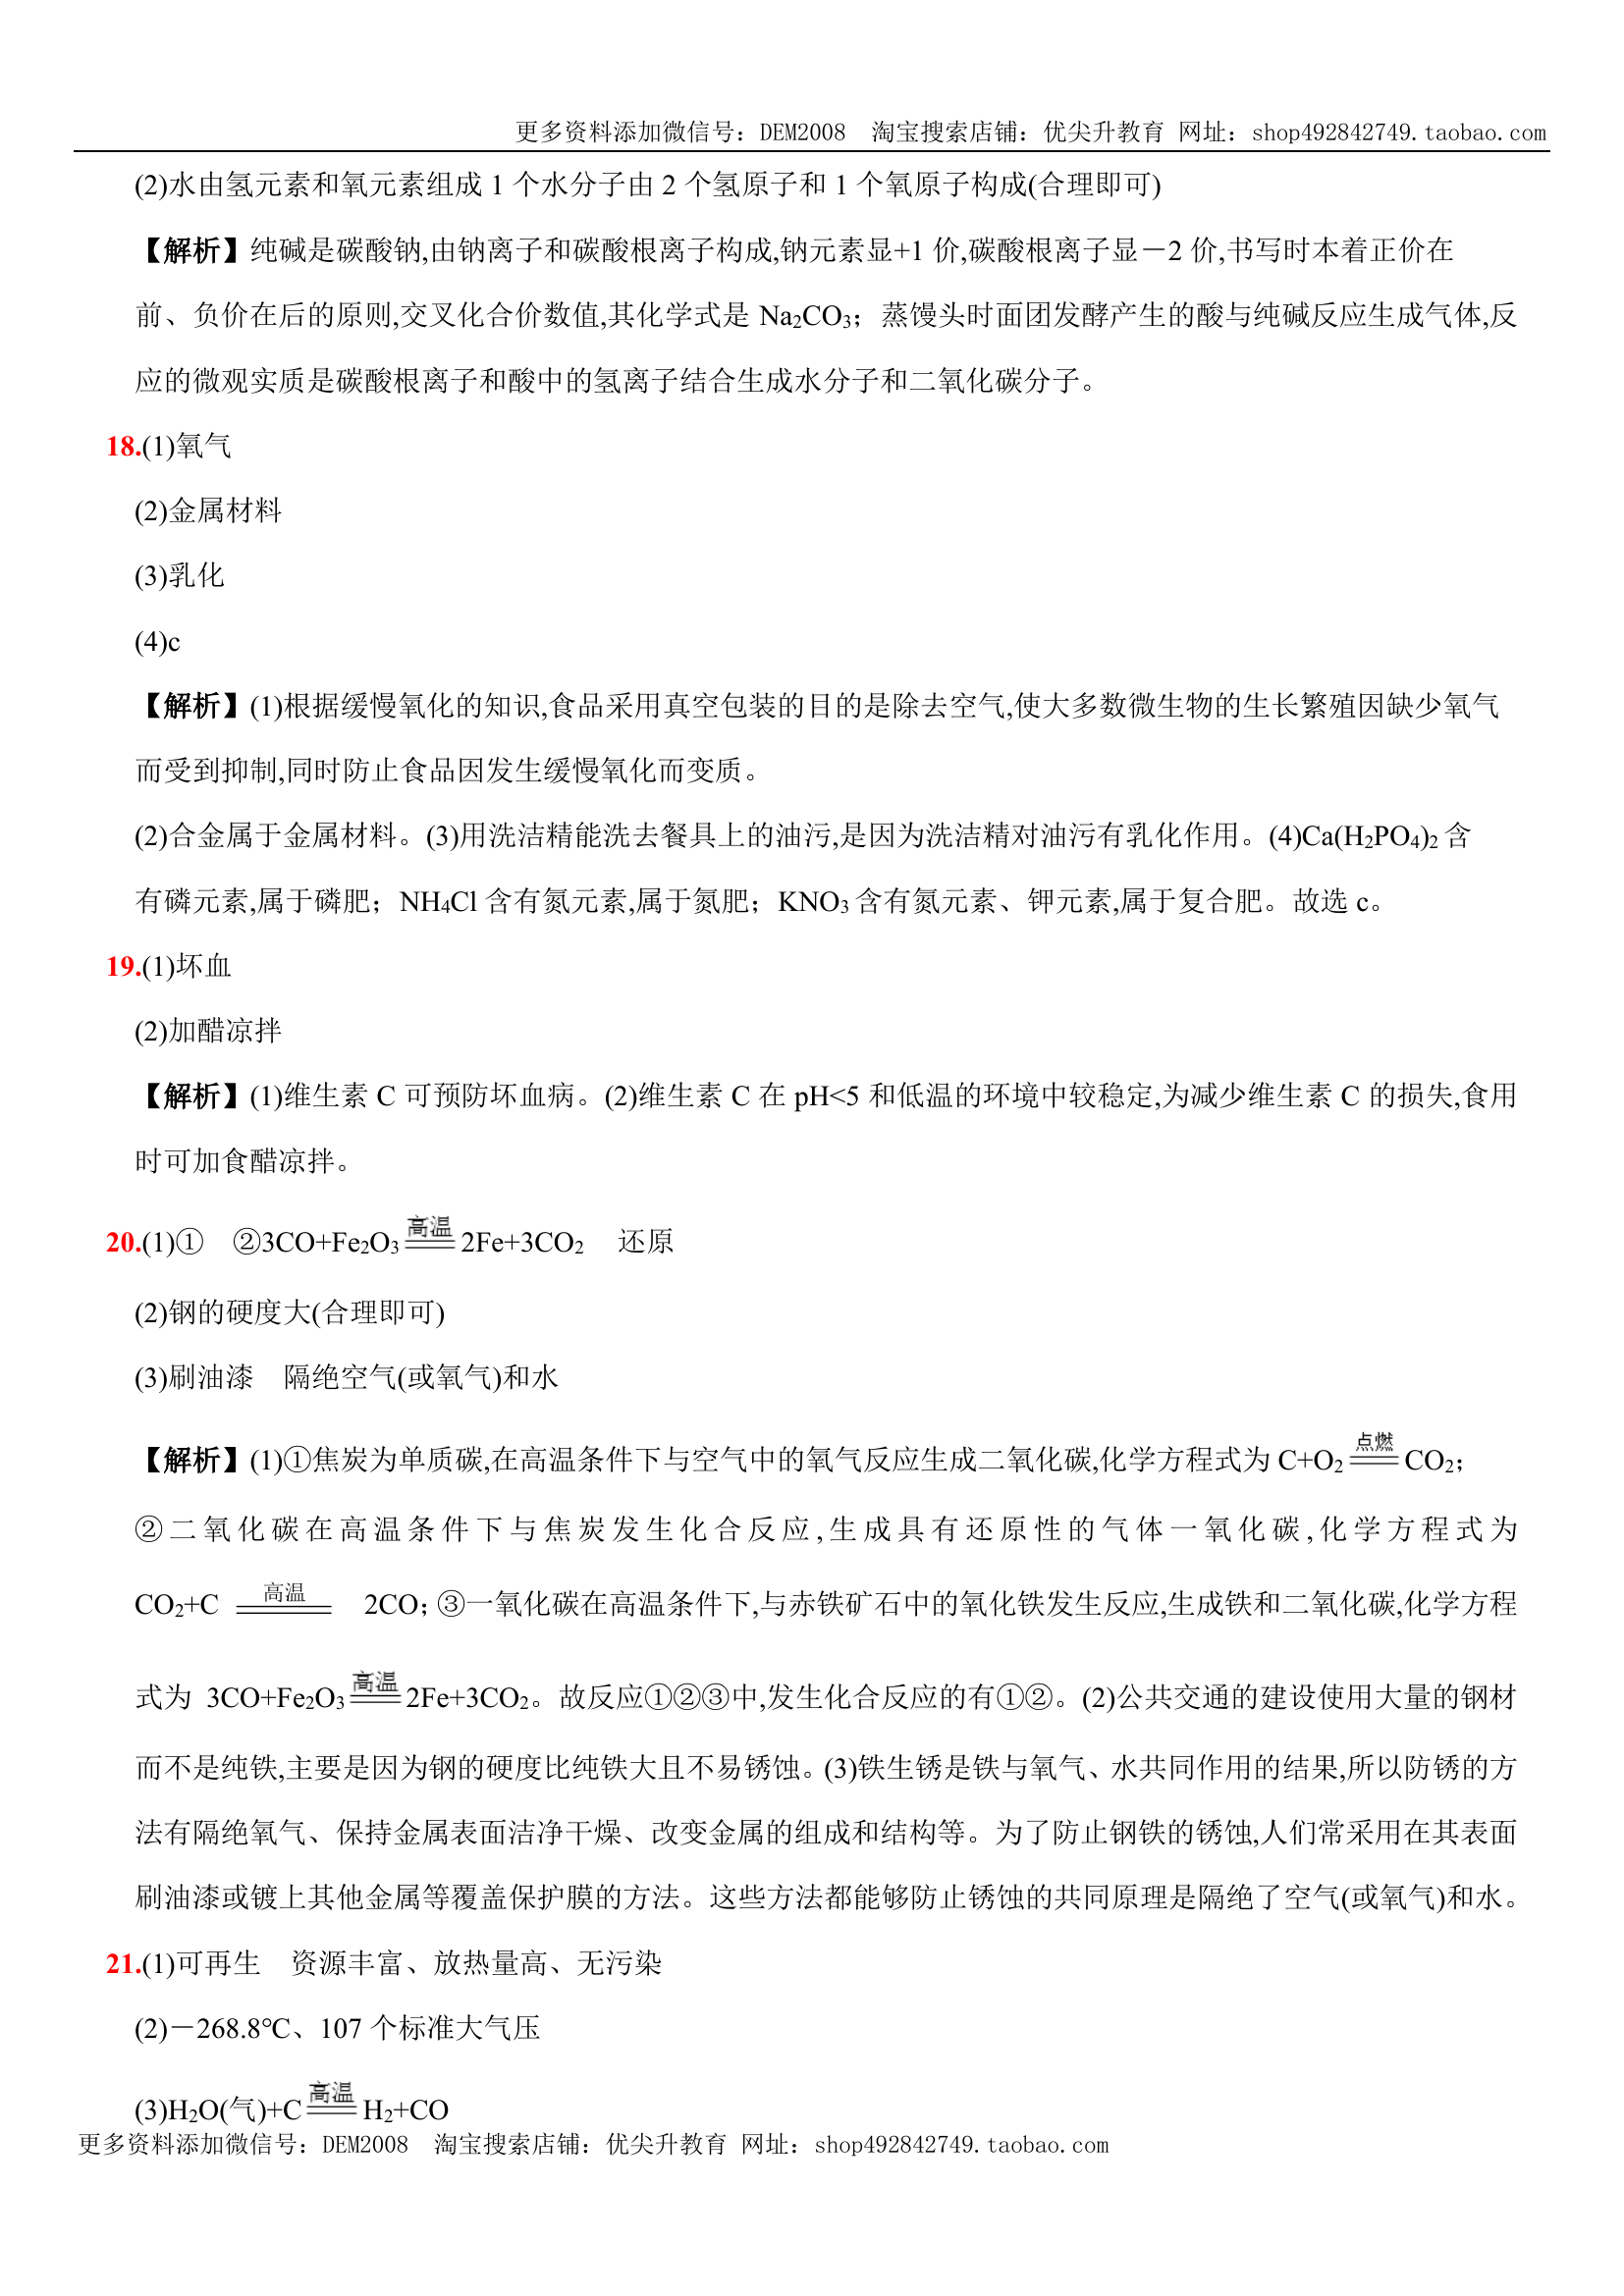 更多资料添加微信号：DEM2008　淘宝搜索店铺：优尖升教育 网址：shop492842749.taobao.com
(2)水由氢元素和氧元素组成 1 个水分子由 2 个氢原子和 1 个氧原子构成(合理即可)
【解析】纯碱是碳酸钠,由钠离子和碳酸根离子构成,钠元素显+1 价,碳酸根离子显－2 价,书写时本着正价在
前、负价在后的原则,交叉化合价数值,其化学式是 Na₂CO₃；蒸馒头时面团发酵产生的酸与纯碱反应生成气体,反
应的微观实质是碳酸根离子和酸中的氢离子结合生成水分子和二氧化碳分子。
18.(1)氧气
(2)金属材料
(3)乳化
(4)c
【解析】(1)根据缓慢氧化的知识,食品采用真空包装的目的是除去空气,使大多数微生物的生长繁殖因缺少氧气
而受到抑制,同时防止食品因发生缓慢氧化而变质。
(2)合金属于金属材料。(3)用洗洁精能洗去餐具上的油污,是因为洗洁精对油污有乳化作用。(4)Ca(H₂PO₄)₂ 含
有磷元素,属于磷肥；NH₄Cl 含有氮元素,属于氮肥；KNO₃ 含有氮元素、钾元素,属于复合肥。故选 c。
19.(1)坏血
(2)加醋凉拌
【解析】(1)维生素 C 可预防坏血病。(2)维生素 C 在 pH<5 和低温的环境中较稳定,为减少维生素 C 的损失,食用
时可加食醋凉拌。
20.(1)①　②3CO+Fe₂O₃ 高温══ 2Fe+3CO₂　还原
(2)钢的硬度大(合理即可)
(3)刷油漆　隔绝空气(或氧气)和水
【解析】(1)①焦炭为单质碳,在高温条件下与空气中的氧气反应生成二氧化碳,化学方程式为 C+O₂ 点燃══ CO₂；
②二氧化碳在高温条件下与焦炭发生化合反应,生成具有还原性的气体一氧化碳,化学方程式为
CO₂+C 高温══ 2CO；③一氧化碳在高温条件下,与赤铁矿石中的氧化铁发生反应,生成铁和二氧化碳,化学方程
式为 3CO+Fe₂O₃ 高温══ 2Fe+3CO₂。故反应①②③中,发生化合反应的有①②。(2)公共交通的建设使用大量的钢材
而不是纯铁,主要是因为钢的硬度比纯铁大且不易锈蚀。(3)铁生锈是铁与氧气、水共同作用的结果,所以防锈的方
法有隔绝氧气、保持金属表面洁净干燥、改变金属的组成和结构等。为了防止钢铁的锈蚀,人们常采用在其表面
刷油漆或镀上其他金属等覆盖保护膜的方法。这些方法都能够防止锈蚀的共同原理是隔绝了空气(或氧气)和水。
21.(1)可再生　资源丰富、放热量高、无污染
(2)－268.8℃、107 个标准大气压
(3)H₂O(气)+C 高温══ H₂+CO
更多资料添加微信号：DEM2008　淘宝搜索店铺：优尖升教育 网址：shop492842749.taobao.com